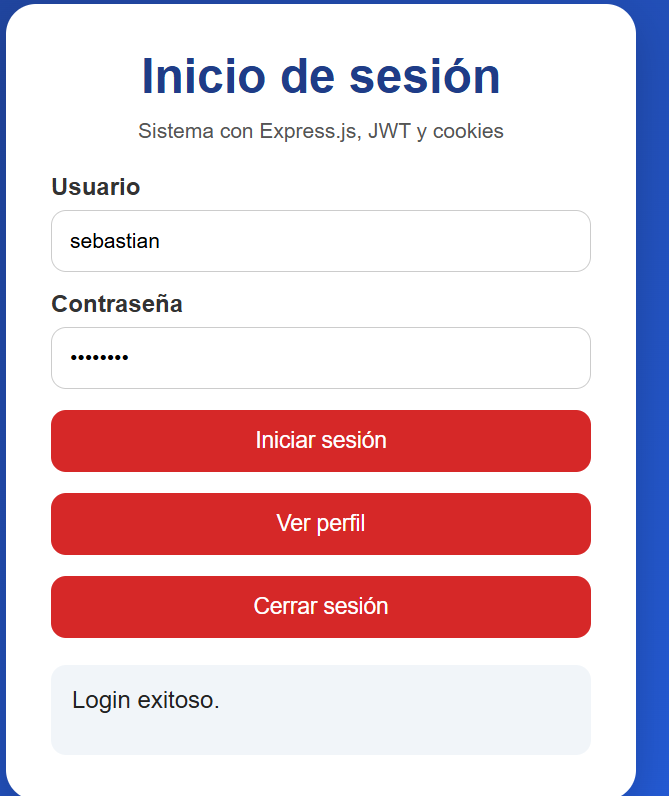 Inicio de sesión
Sistema con Express.js, JWT y cookies
Usuario
sebastian
Contraseña
••••••••
Iniciar sesión
Ver perfil
Cerrar sesión
Login exitoso.